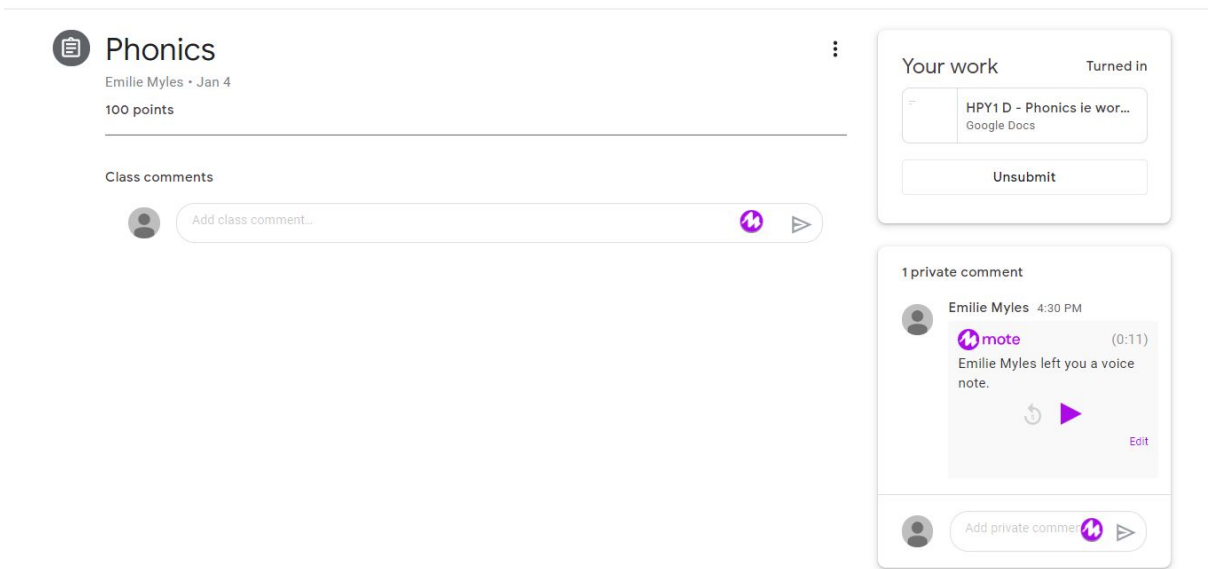 Phonics
Emilie Myles • Jan 4
100 points
Class comments
Add class comment...
Your work
Turned in
HPY1 D - Phonics ie wor...
Google Docs
Unsubmit
1 private comment
Emilie Myles 4:30 PM
mote (0:11)
Emilie Myles left you a voice
note.
5
Edit
Add private commen